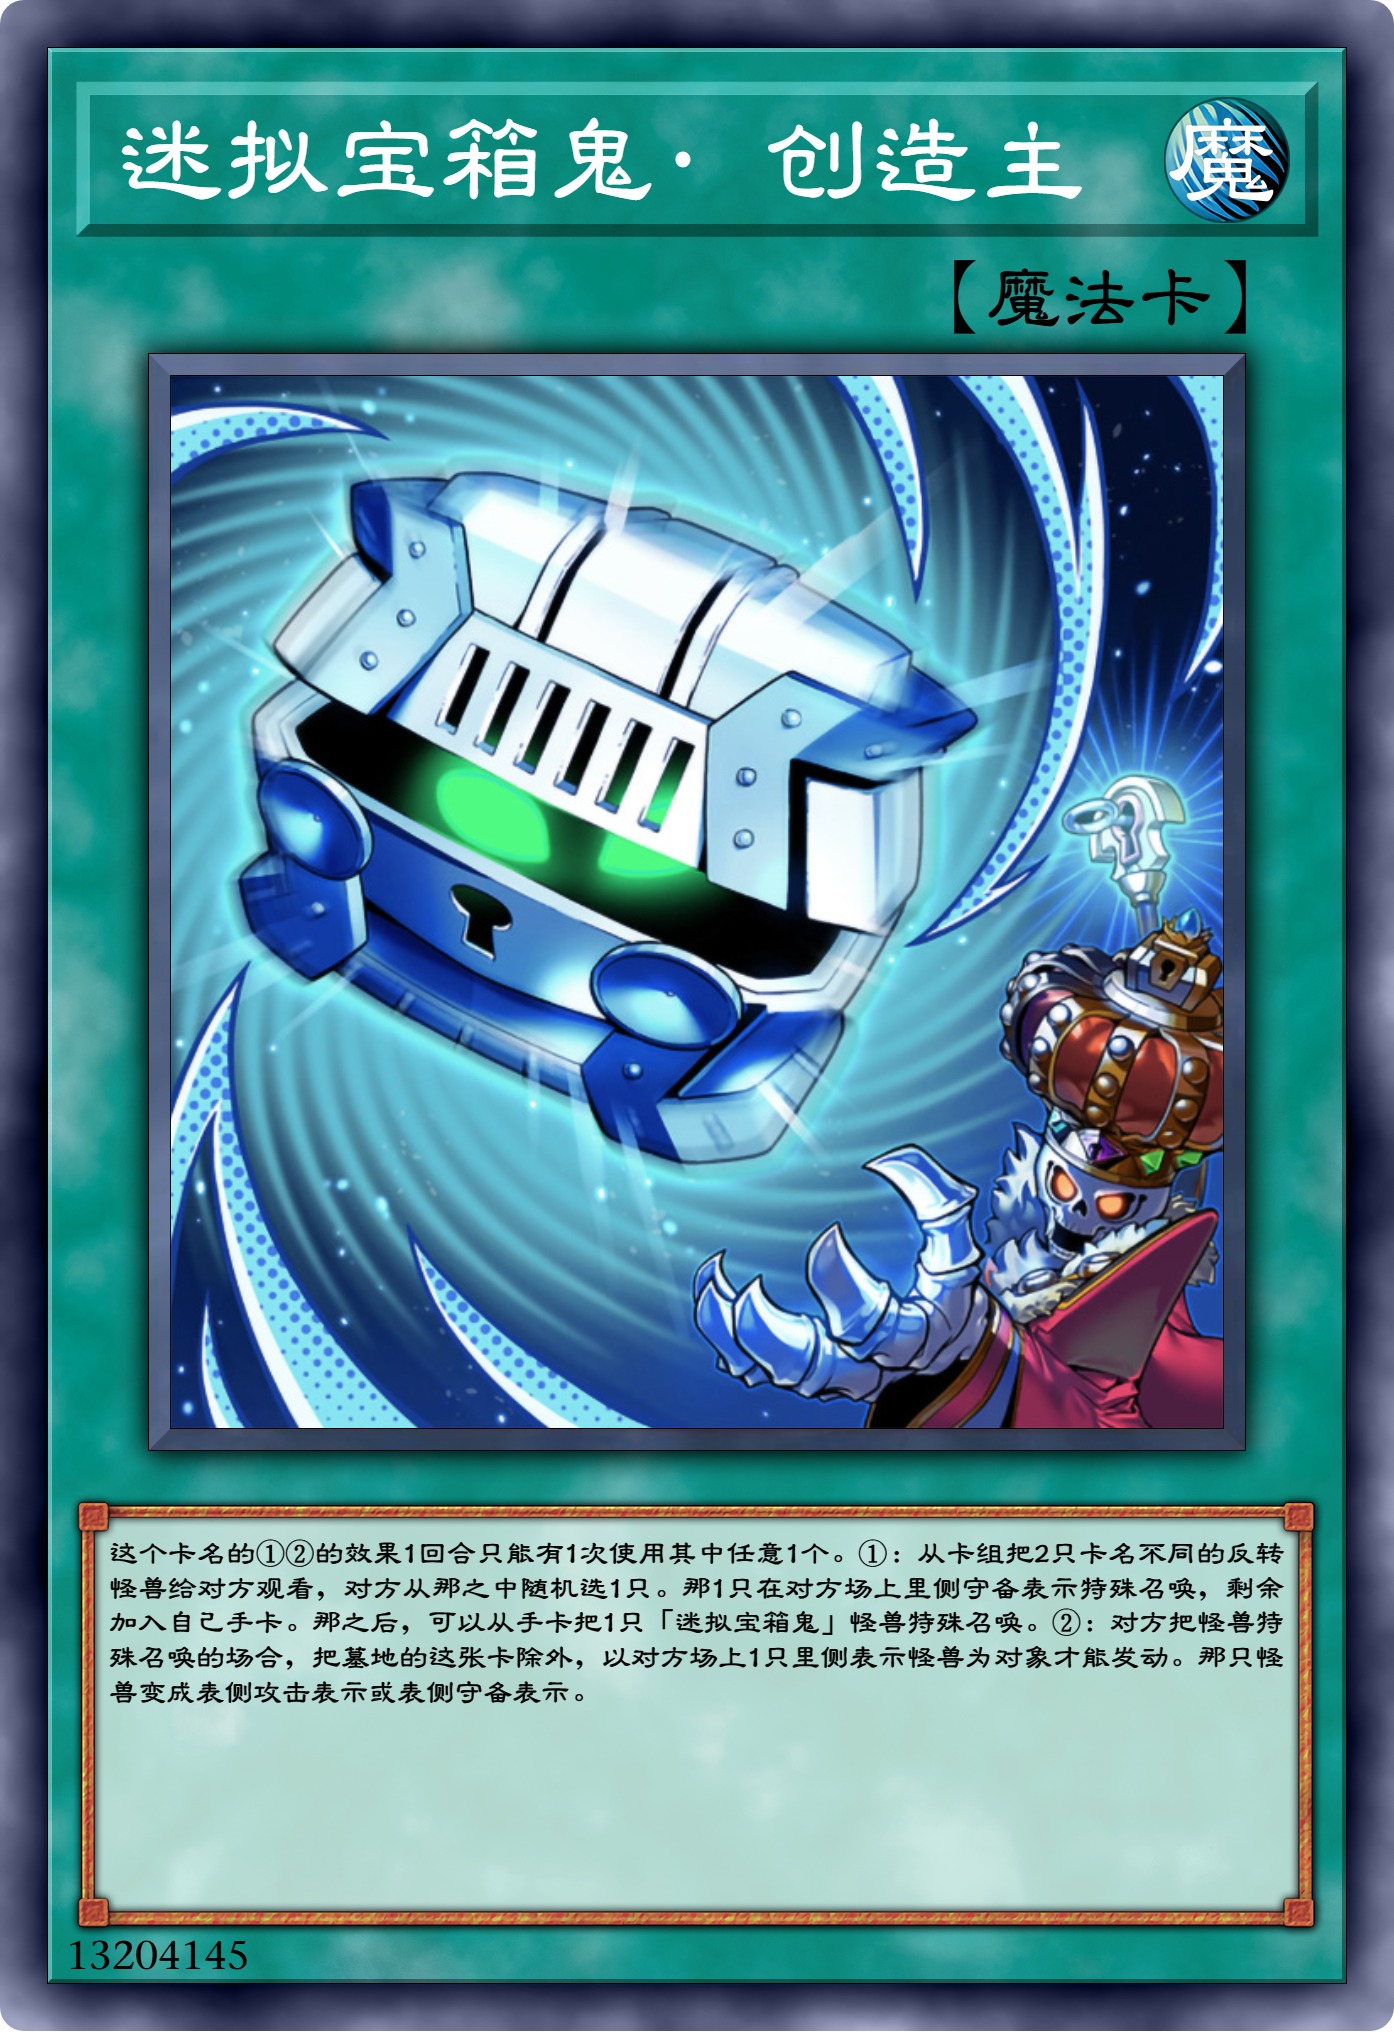 迷拟宝箱鬼·创造主 魔
【魔法卡】
这个卡名的①②的效果1回合只能有1次使用其中任意1个。①：从卡组把2只卡名不同的反转
怪兽给对方观看，对方从那之中随机选1只。那1只在对方场上里侧守备表示特殊召唤，剩余
加入自己手卡。那之后，可以从手卡把1只「迷拟宝箱鬼」怪兽特殊召唤。②：对方把怪兽特
殊召唤的场合，把墓地的这张卡除外，以对方场上1只里侧表示怪兽为对象才能发动。那只怪
兽变成表侧攻击表示或表侧守备表示。
13204145